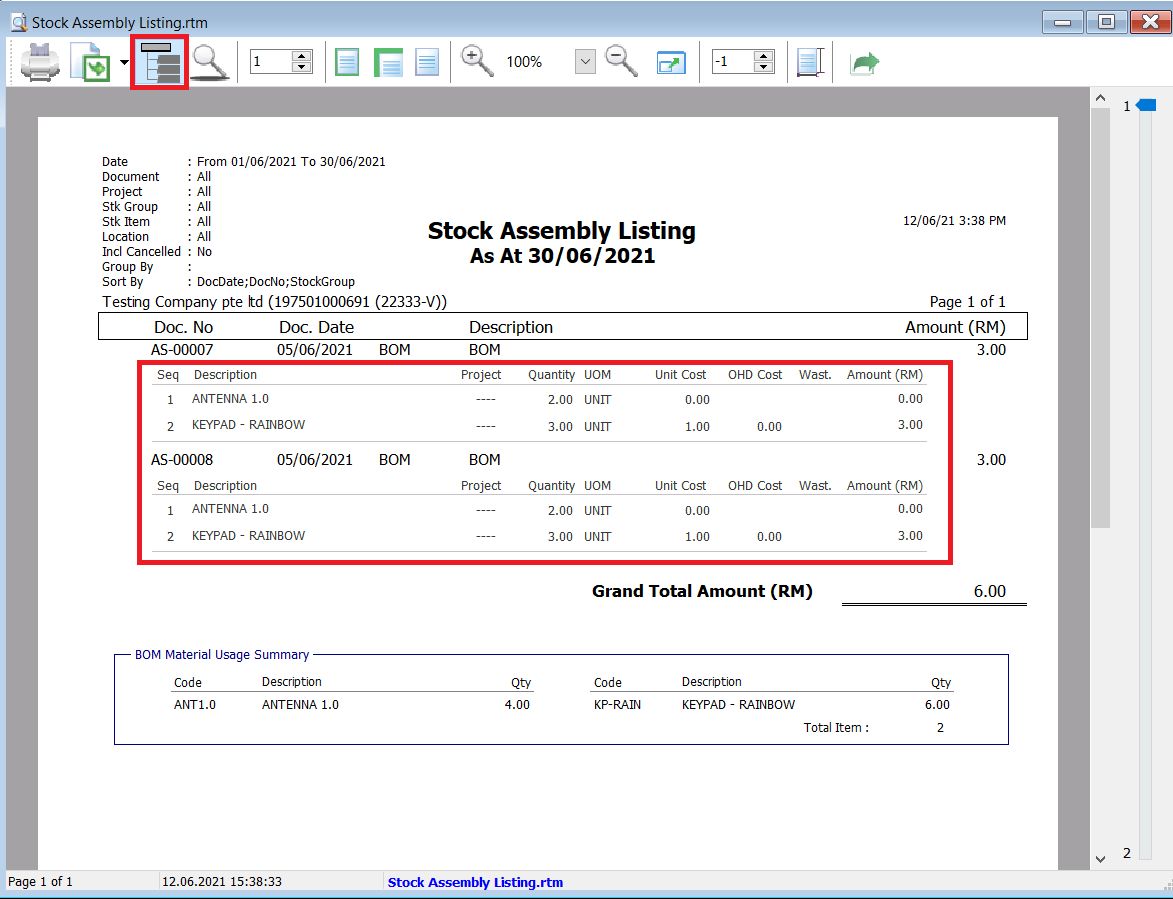 Stock Assembly Listing.rtm
1 100% -1
1
Date : From 01/06/2021 To 30/06/2021
Document : All
Project : All
Stk Group : All
Stk Item : All
Location : All
Incl Cancelled : No
Group By :
Sort By : DocDate;DocNo;StockGroup
Stock Assembly Listing
As At 30/06/2021
12/06/21 3:38 PM
Testing Company pte ltd (197501000691 (22333-V)) Page 1 of 1
Doc. No Doc. Date Description Amount (RM)
AS-00007 05/06/2021 BOM BOM 3.00
Seq Description Project Quantity UOM Unit Cost OHD Cost Wast. Amount (RM)
1 ANTENNA 1.0 ---- 2.00 UNIT 0.00 0.00
2 KEYPAD - RAINBOW ---- 3.00 UNIT 1.00 0.00 3.00
AS-00008 05/06/2021 BOM BOM 3.00
Seq Description Project Quantity UOM Unit Cost OHD Cost Wast. Amount (RM)
1 ANTENNA 1.0 ---- 2.00 UNIT 0.00 0.00
2 KEYPAD - RAINBOW ---- 3.00 UNIT 1.00 0.00 3.00
Grand Total Amount (RM) 6.00
BOM Material Usage Summary
Code Description Qty Code Description Qty
ANT1.0 ANTENNA 1.0 4.00 KP-RAIN KEYPAD - RAINBOW 6.00
Total Item : 2
2
Page 1 of 1 12.06.2021 15:38:33 Stock Assembly Listing.rtm